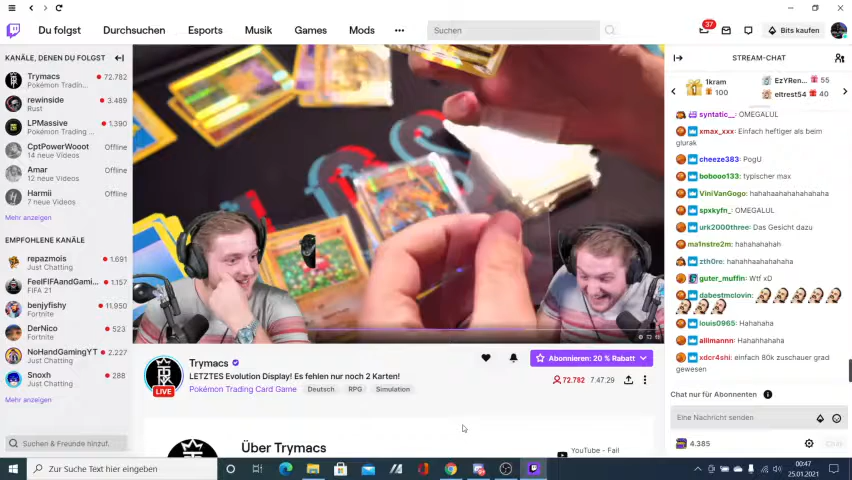 Du folgst
Durchsuchen
Esports
Musik
Games
Mods
Suchen
37
Bits kaufen
KANÄLE, DENEN DU FOLGST
Trymacs
72.782
Pokémon Tradin...
rewinside
3.489
Rust
LPMassive
1.390
Pokémon Trading ...
CptPowerWooot
Offline
14 neue Videos
Amar
Offline
12 neue Videos
Harmii
Offline
7 neue Videos
Mehr anzeigen
EMPFOHLENE KANÄLE
repazmois
1.691
Just Chatting
FeelFIFAandGami...
1.157
FIFA 21
benjyfishy
11.950
Fortnite
DerNico
523
Fortnite
NoHandGamingYT
2.227
Just Chatting
Snoxh
288
Just Chatting
Mehr anzeigen
Suchen & Freunde hinzuf.
LIVE
Trymacs
LETZTES Evolution Display! Es fehlen nur noch 2 Karten!
Pokémon Trading Card Game
Deutsch
RPG
Simulation
Abonnieren: 20 % Rabatt
72.782
7:47:29
Über Trymacs
YouTube - Fail
STREAM-CHAT
1
1kram
100
EzYRen...
55
eltrest54
40
syntatic__: OMEGALUL
xmax_xxx: Einfach heftiger als beim
glurak
cheeze383: PogU
bobooo133: typischer max
ViniVanGogo: hahahaahahahahaha
spxkyfn_: OMEGALUL
urk2000three: Das Gesicht dazu
ma1nstre2m: hahahahahah
zth0re: hahahahahahahahah
guter_muffin: Wtf xD
dabestmclovin:
louis0965: Hahahaha
allimannn: Hahahhahaha
xdcr4shi: einfach 80k zuschauer grad
gewesen
Chat nur für Abonnenten
Eine Nachricht senden
4.385
Chat
Zur Suche Text hier eingeben
00:47
25.01.2021